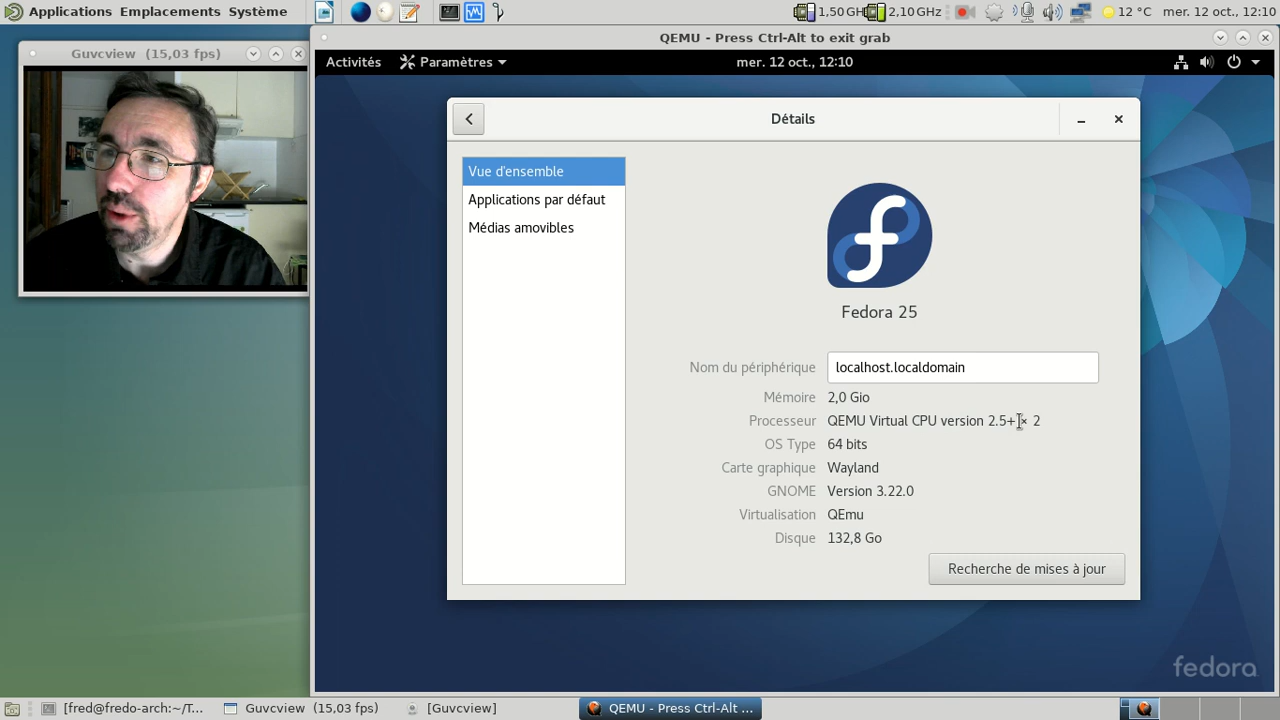 Applications Emplacements Système
1,50 GH
2,10 GHz
12 °C
mer. 12 oct., 12:10
Guvcview (15,03 fps)
QEMU - Press Ctrl-Alt to exit grab
Activités
Paramètres
mer. 12 oct., 12:10
Détails
Vue d'ensemble
Applications par défaut
Médias amovibles
Fedora 25
Nom du périphérique localhost.localdomain
Mémoire 2,0 Gio
Processeur QEMU Virtual CPU version 2.5+ × 2
OS Type 64 bits
Carte graphique Wayland
GNOME Version 3.22.0
Virtualisation QEmu
Disque 132,8 Go
Recherche de mises à jour
fedora
[fred@fredo-arch:~/T...
Guvcview (15,03 fps)
[Guvcview]
QEMU - Press Ctrl-Alt ...